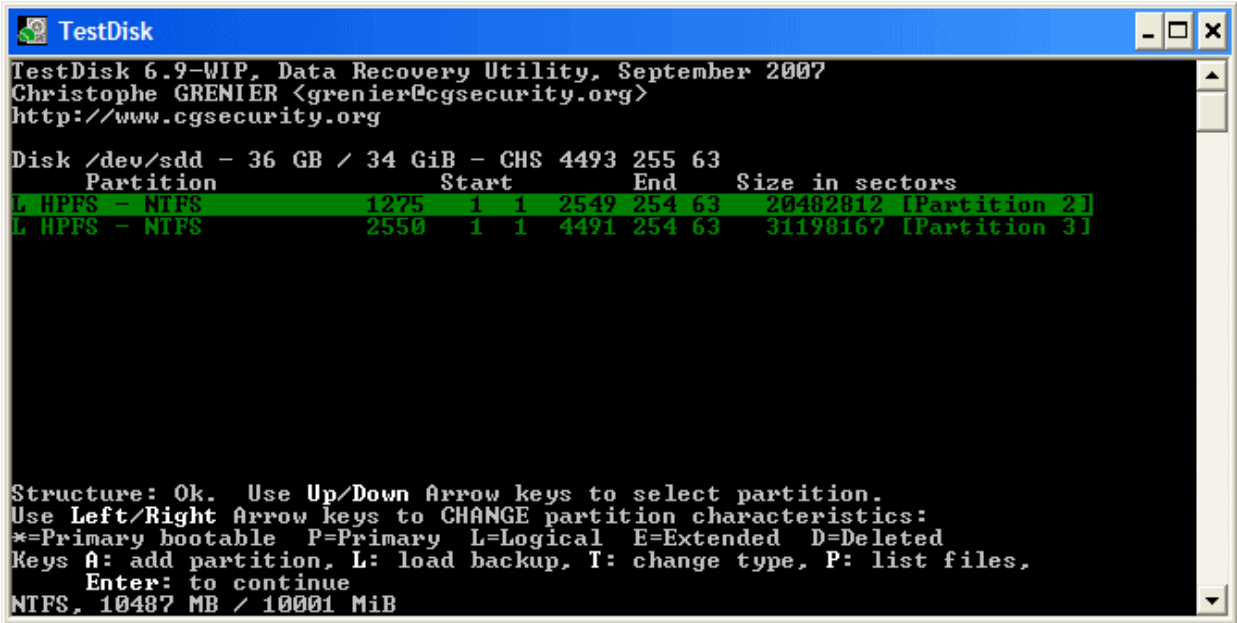 TestDisk
TestDisk 6.9-WIP, Data Recovery Utility, September 2007
Christophe GRENIER <grenier@cgsecurity.org>
http://www.cgsecurity.org
Disk /dev/sdd - 36 GB / 34 GiB - CHS 4493 255 63
Partition Start End Size in sectors
L HPFS - NTFS 1275 1 1 2549 254 63 20482812 [Partition 2]
L HPFS - NTFS 2550 1 1 4491 254 63 31198167 [Partition 3]
Structure: Ok. Use Up/Down Arrow keys to select partition.
Use Left/Right Arrow keys to CHANGE partition characteristics:
*=Primary bootable P=Primary L=Logical E=Extended D=Deleted
Keys A: add partition, L: load backup, T: change type, P: list files,
Enter: to continue
NTFS, 10487 MB / 10001 MiB